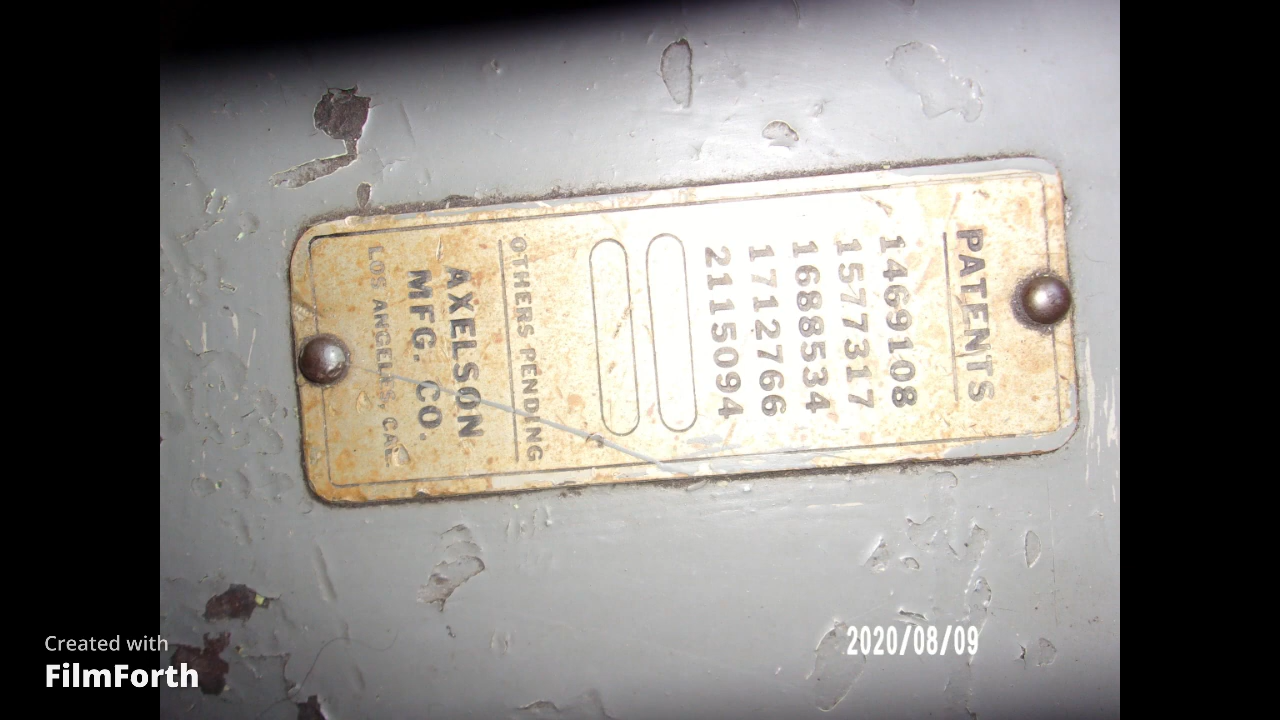 PATENTS
1469108
1577317
1688534
1712766
2115094
OTHERS PENDING
AXELSON
MFG. CO.
LOS ANGELES CAL
2020/08/09
Created with
FilmForth